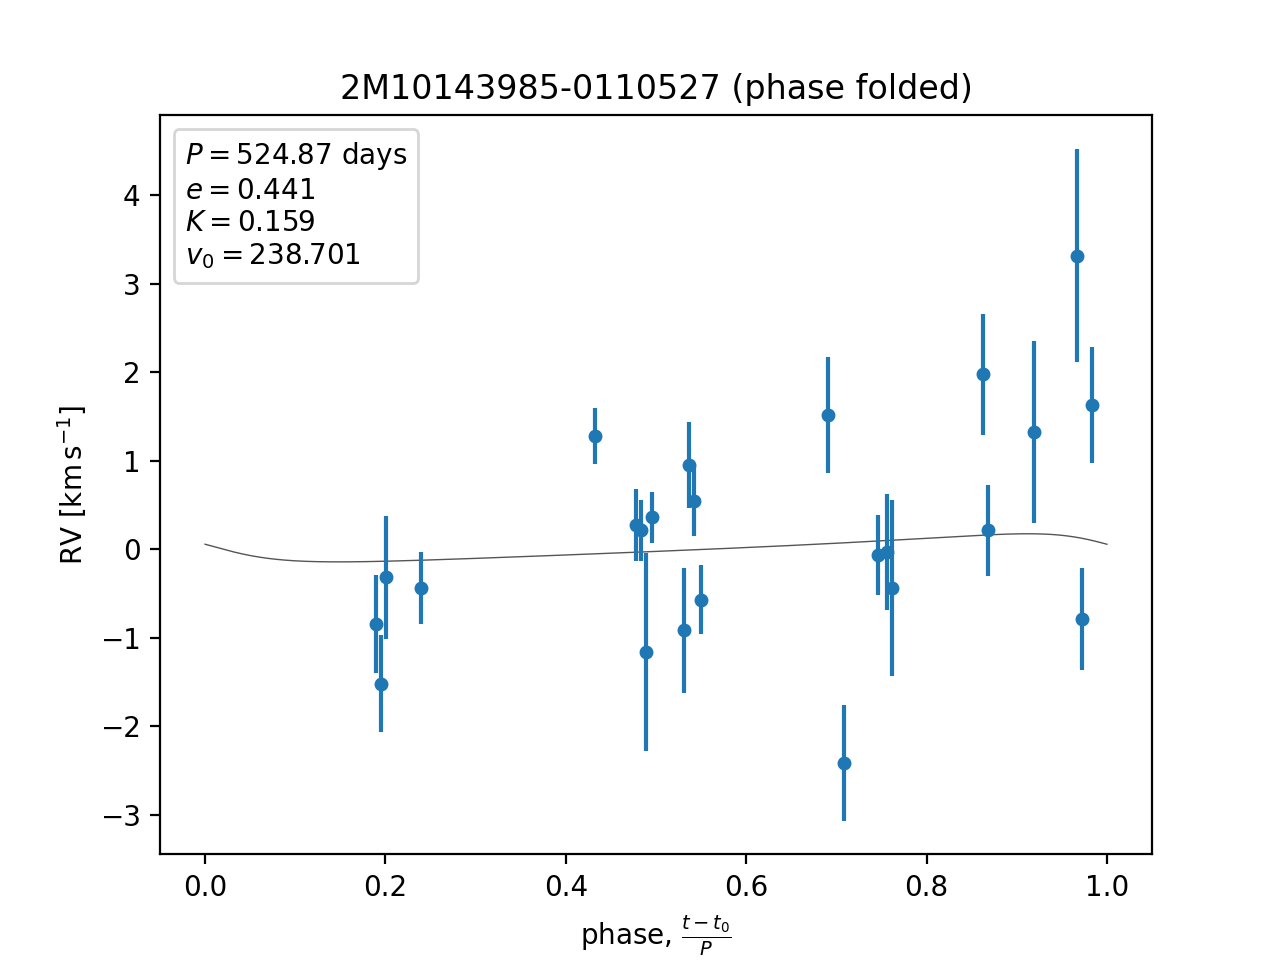 2M10143985-0110527 (phase folded)
P = 524.87 days
e = 0.441
K = 0.159
v₀ = 238.701
4
3
2
1
0
−1
−2
−3
RV [km s⁻¹]
0.0 0.2 0.4 0.6 0.8 1.0
phase, (t − t₀)/P